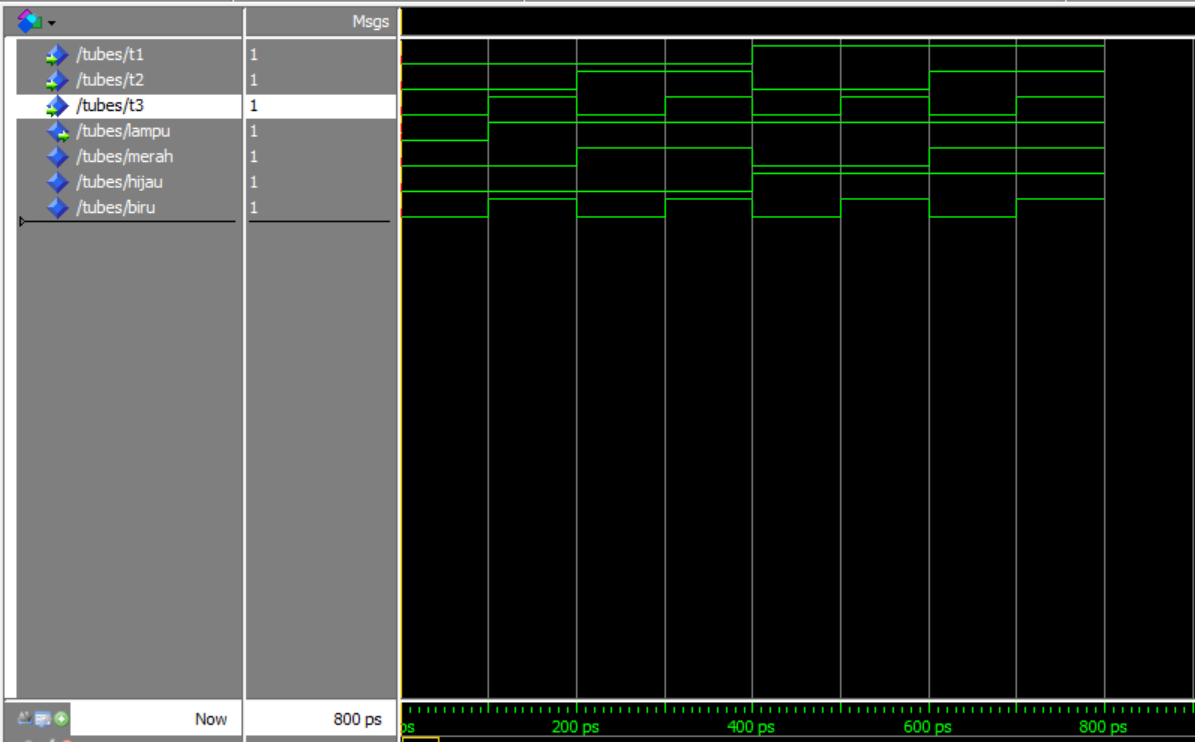 Msgs
/tubes/t1 1
/tubes/t2 1
/tubes/t3 1
/tubes/lampu 1
/tubes/merah 1
/tubes/hijau 1
/tubes/biru 1
Now 800 ps
ps 200 ps 400 ps 600 ps 800 ps